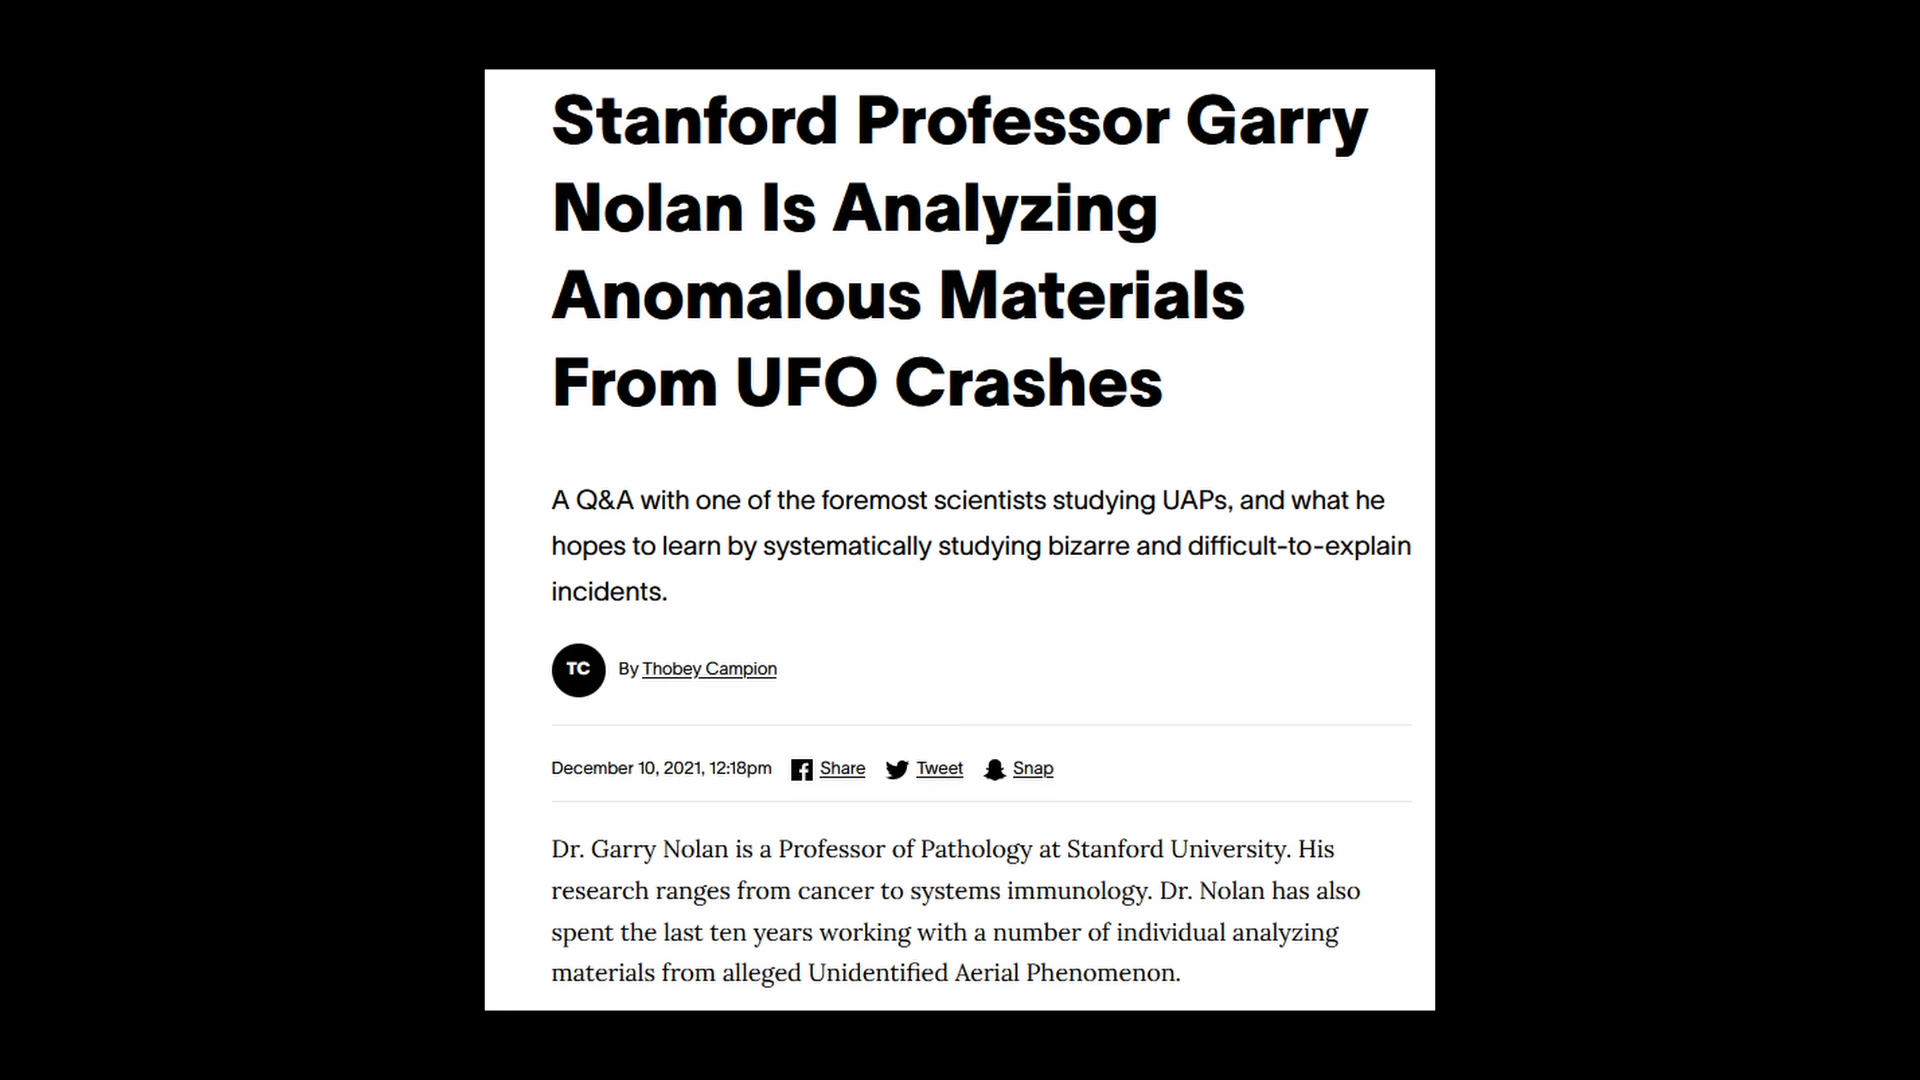 Stanford Professor Garry
Nolan Is Analyzing
Anomalous Materials
From UFO Crashes
A Q&A with one of the foremost scientists studying UAPs, and what he
hopes to learn by systematically studying bizarre and difficult-to-explain
incidents.
TC By Thobey Campion
December 10, 2021, 12:18pm Share Tweet Snap
Dr. Garry Nolan is a Professor of Pathology at Stanford University. His
research ranges from cancer to systems immunology. Dr. Nolan has also
spent the last ten years working with a number of individual analyzing
materials from alleged Unidentified Aerial Phenomenon.